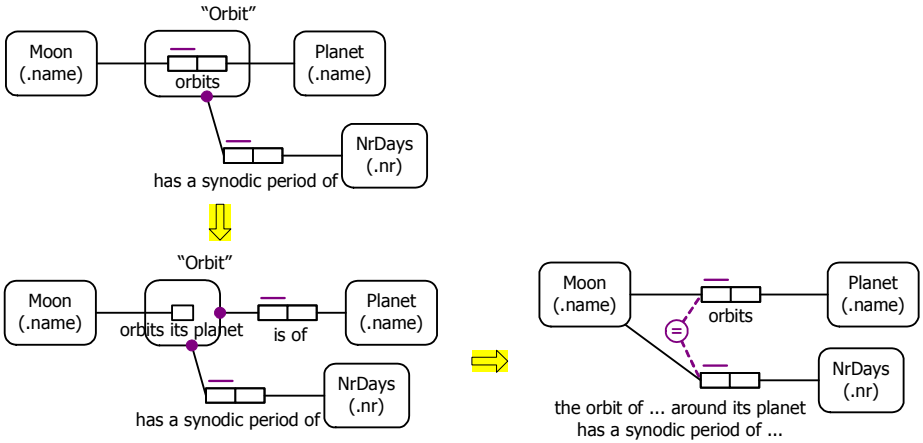 “Orbit”
Moon
(.name)
Planet
(.name)
orbits
NrDays
(.nr)
has a synodic period of
“Orbit”
Moon
(.name)
orbits its planet
is of
Planet
(.name)
NrDays
(.nr)
has a synodic period of
Moon
(.name)
Planet
(.name)
orbits
=
NrDays
(.nr)
the orbit of ... around its planet
has a synodic period of ...